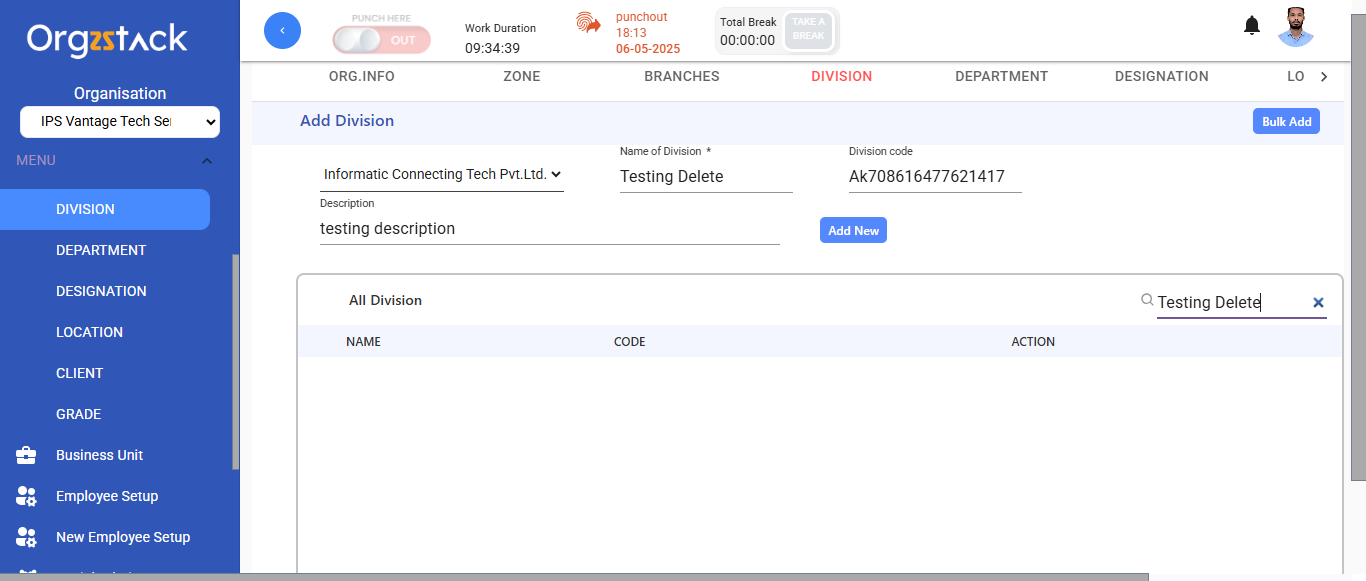 Orgzstack
Organisation
IPS Vantage Tech Ser
MENU
DIVISION
DEPARTMENT
DESIGNATION
LOCATION
CLIENT
GRADE
Business Unit
Employee Setup
New Employee Setup
PUNCH HERE
OUT
Work Duration
09:34:39
punchout
18:13
06-05-2025
Total Break
00:00:00
TAKE A
BREAK
ORG.INFO ZONE BRANCHES DIVISION DEPARTMENT DESIGNATION LO
Add Division
Bulk Add
Informatic Connecting Tech Pvt.Ltd.
Name of Division *
Testing Delete
Division code
Ak708616477621417
Description
testing description
Add New
All Division
Testing Delete
NAME CODE ACTION